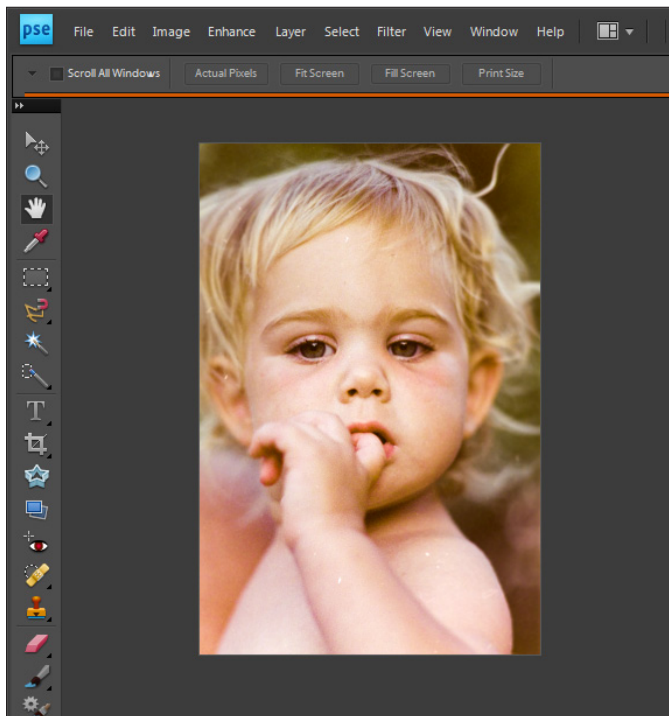 pse File Edit Image Enhance Layer Select Filter View Window Help
Scroll All Windows Actual Pixels Fit Screen Fill Screen Print Size
T